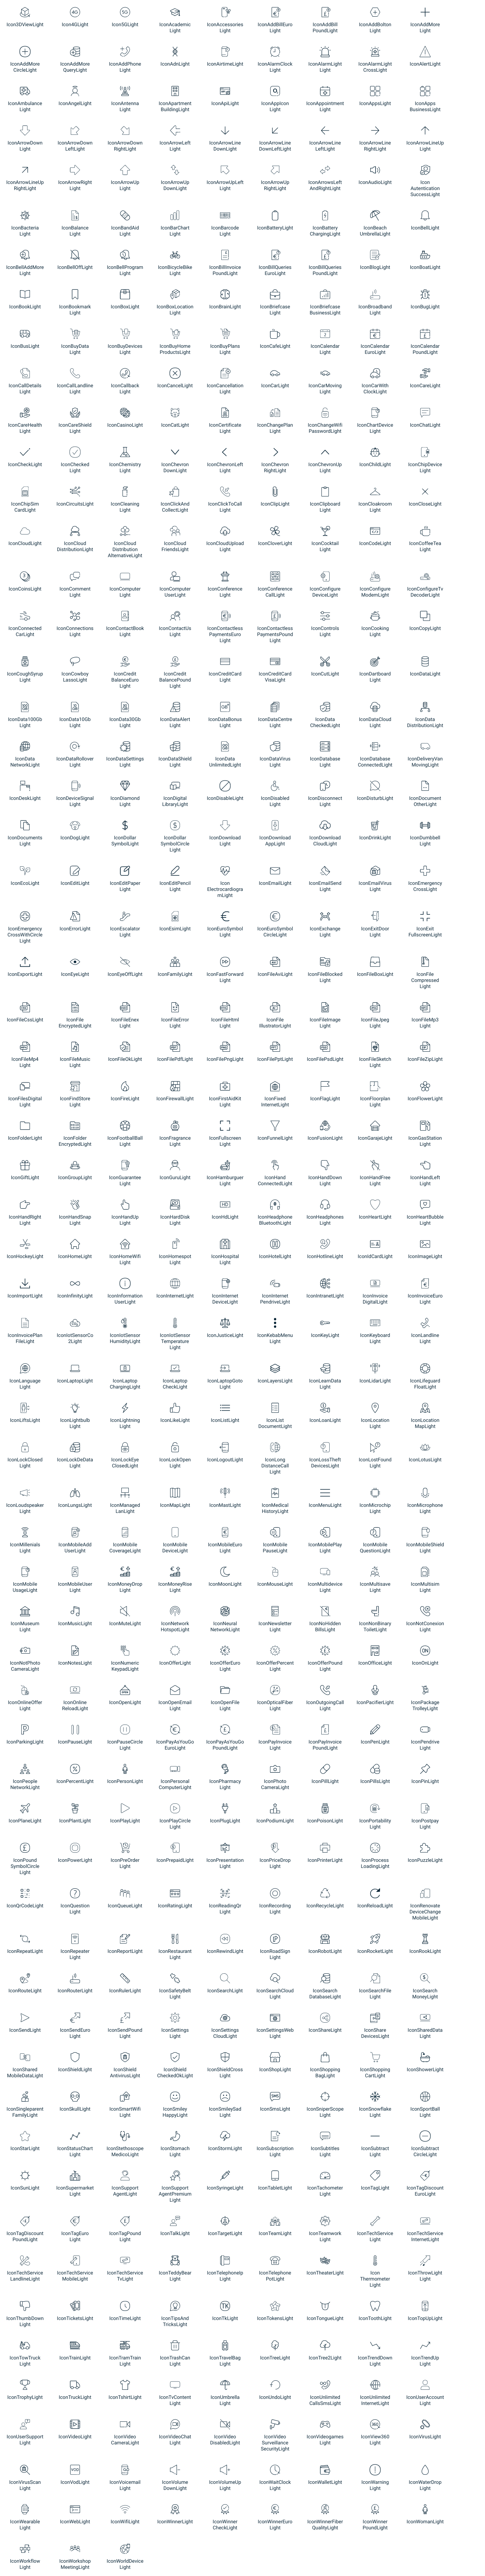 Icon3DViewLight Icon4GLight Icon5GLight IconAcademic Light IconAccessories Light IconAddBillEuro Light IconAddBill PoundLight IconAddBolton Light IconAddMore Light
IconAddMore CircleLight IconAddMore QueryLight IconAddPhone Light IconAdnLight IconAirtimeLight IconAlarmClock Light IconAlarmLight Light IconAlarmLight CrossLight IconAlertLight
IconAmbulance Light IconAngelLight IconAntenna Light IconApartment BuildingLight IconApiLight IconAppIcon Light IconAppointment Light IconAppsLight IconApps BusinessLight
IconArrowDown Light IconArrowDown LeftLight IconArrowDown RightLight IconArrowLeft Light IconArrowLine DownLight IconArrowLine DownLeftLight IconArrowLine LeftLight IconArrowLine RightLight IconArrowLineUp Light
IconArrowLine UpRightLight IconArrowRight Light IconArrowUp Light IconArrowUp DownLight IconArrowUpLeft Light IconArrowUp RightLight IconArrowsLeft AndRightLight IconAudioLight Icon Autentication SuccessLight
IconBacteria Light IconBalance Light IconBandAid Light IconBarChart Light IconBarcode Light IconBatteryLight IconBattery ChargingLight IconBeach UmbrellaLight IconBellLight
IconBellAddMore Light IconBellOffLight IconBellProgram Light IconBicycleBike Light IconBillInvoice PoundLight IconBillQueries EuroLight IconBillQueries PoundLight IconBlogLight IconBoatLight
IconBookLight IconBookmark Light IconBoxLight IconBoxLocation Light IconBrainLight IconBriefcase Light IconBriefcase BusinessLight IconBroadband Light IconBugLight
IconBusLight IconBuyData Light IconBuyDevices Light IconBuyHome ProductsLight IconBuyPlans Light IconCafeLight IconCalendar Light IconCalendar EuroLight IconCalendar PoundLight
IconCallDetails Light IconCallLandline Light IconCallback Light IconCancelLight IconCancellation Light IconCarLight IconCarMoving Light IconCarWith ClockLight IconCareLight
IconCareHealth Light IconCareShield Light IconCasinoLight IconCatLight IconCertificate Light IconChangePlan Light IconChangeWifi PasswordLight IconChartDevice Light IconChatLight
IconCheckLight IconChecked Light IconChemistry Light IconChevron DownLight IconChevronLeft Light IconChevron RightLight IconChevronUp Light IconChildLight IconChipDevice Light
IconChipSim CardLight IconCircuitsLight IconCleaning Light IconClickAnd CollectLight IconClickToCall Light IconClipLight IconClipboard Light IconCloakroom Light IconCloseLight
IconCloudLight IconCloud DistributionLight IconCloud Distribution AlternativeLight IconCloud FriendsLight IconCloudUpload Light IconCloverLight IconCocktail Light IconCodeLight IconCoffeeTea Light
IconCoinsLight IconComment Light IconComputer Light IconComputer UserLight IconConference Light IconConference CallLight IconConfigure DeviceLight IconConfigure ModemLight IconConfigureTv DecoderLight
IconConnected CarLight IconConnections Light IconContactBook Light IconContactUs Light IconContactless PaymentsEuro Light IconContactless PaymentsPound Light IconControls Light IconCooking Light IconCopyLight
IconCoughSyrup Light IconCowboy LassoLight IconCredit BalanceEuro Light IconCredit BalancePound Light IconCreditCard Light IconCreditCard VisaLight IconCutLight IconDartboard Light IconDataLight
IconData100Gb Light IconData10Gb Light IconData30Gb Light IconDataAlert Light IconDataBonus Light IconDataCentre Light IconData CheckedLight IconDataCloud Light IconData DistributionLight
IconData NetworkLight IconDataRollover Light IconDataSettings Light IconDataShield Light IconData UnlimitedLight IconDataVirus Light IconDatabase Light IconDatabase ConnectedLight IconDeliveryVan MovingLight
IconDeskLight IconDeviceSignal Light IconDiamond Light IconDigital LibraryLight IconDisableLight IconDisabled Light IconDisconnect Light IconDisturbLight IconDocument OtherLight
IconDocuments Light IconDogLight IconDollar SymbolLight IconDollar SymbolCircle Light IconDownload Light IconDownload AppLight IconDownload CloudLight IconDrinkLight IconDumbbell Light
IconEcoLight IconEditLight IconEditPaper Light IconEditPencil Light Icon Electrocardiogra mLight IconEmailLight IconEmailSend Light IconEmailVirus Light IconEmergency CrossLight
IconEmergency CrossWithCircle Light IconErrorLight IconEscalator Light IconEsimLight IconEuroSymbol Light IconEuroSymbol CircleLight IconExchange Light IconExitDoor Light IconExit FullscreenLight
IconExportLight IconEyeLight IconEyeOffLight IconFamilyLight IconFastForward Light IconFileAviLight IconFileBlocked Light IconFileBoxLight IconFile Compressed Light
IconFileCssLight IconFile EncryptedLight IconFileEnex Light IconFileError Light IconFileHtml Light IconFile IllustratorLight IconFileImage Light IconFileJpeg Light IconFileMp3 Light
IconFileMp4 Light IconFileMusic Light IconFileOkLight IconFilePdfLight IconFilePngLight IconFilePptLight IconFilePsdLight IconFileSketch Light IconFileZipLight
IconFilesDigital Light IconFindStore Light IconFireLight IconFirewallLight IconFirstAidKit Light IconFixed InternetLight IconFlagLight IconFloorplan Light IconFlowerLight
IconFolderLight IconFolder EncryptedLight IconFootballBall Light IconFragrance Light IconFullscreen Light IconFunnelLight IconFusionLight IconGarajeLight IconGasStation Light
IconGiftLight IconGroupLight IconGuarantee Light IconGuruLight IconHamburguer Light IconHand ConnectedLight IconHandDown Light IconHandFree Light IconHandLeft Light
IconHandRight Light IconHandSnap Light IconHandUp Light IconHardDisk Light IconHdLight IconHeadphone BluetoothLight IconHeadphones Light IconHeartLight IconHeartBubble Light
IconHockeyLight IconHomeLight IconHomeWifi Light IconHomespot Light IconHospital Light IconHotelLight IconHotlineLight IconIdCardLight IconImageLight
IconImportLight IconInfinityLight IconInformation UserLight IconInternetLight IconInternet DeviceLight IconInternet PendriveLight IconIntranetLight IconInvoice DigitalLight IconInvoiceEuro Light
IconInvoicePlan FileLight IconIotSensorCo 2Light IconIotSensor HumidityLight IconIotSensor Temperature Light IconJusticeLight IconKebabMenu Light IconKeyLight IconKeyboard Light IconLandline Light
IconLanguage Light IconLaptopLight IconLaptop ChargingLight IconLaptop CheckLight IconLaptopGoto Light IconLayersLight IconLearnData Light IconLidarLight IconLifeguard FloatLight
IconLiftsLight IconLightbulb Light IconLightning Light IconLikeLight IconListLight IconList DocumentLight IconLoanLight IconLocation Light IconLocation MapLight
IconLockClosed Light IconLockDeData Light IconLockEye ClosedLight IconLockOpen Light IconLogoutLight IconLong DistanceCall Light IconLossTheft DevicesLight IconLostFound Light IconLotusLight
IconLoudspeaker Light IconLungsLight IconManaged LanLight IconMapLight IconMastLight IconMedical HistoryLight IconMenuLight IconMicrochip Light IconMicrophone Light
IconMillenials Light IconMobileAdd UserLight IconMobile CoverageLight IconMobile DeviceLight IconMobileEuro Light IconMobile PauseLight IconMobilePlay Light IconMobile QuestionLight IconMobileShield Light
IconMobile UsageLight IconMobileUser Light IconMoneyDrop Light IconMoneyRise Light IconMoonLight IconMouseLight IconMultidevice Light IconMultisave Light IconMultisim Light
IconMuseum Light IconMusicLight IconMuteLight IconNetwork HotspotLight IconNeural NetworkLight IconNewsletter Light IconNoHidden BillsLight IconNonBinary ToiletLight IconNotConexion Light
IconNotPhoto CameraLight IconNotesLight IconNumeric KeypadLight IconOfferLight IconOfferEuro Light IconOfferPercent Light IconOfferPound Light IconOfficeLight IconOnLight
IconOnlineOffer Light IconOnline ReloadLight IconOpenLight IconOpenEmail Light IconOpenFile Light IconOpticalFiber Light IconOutgoingCall Light IconPacifierLight IconPackage TrolleyLight
IconParkingLight IconPauseLight IconPauseCircle Light IconPayAsYouGo EuroLight IconPayAsYouGo PoundLight IconPayInvoice Light IconPayInvoice PoundLight IconPenLight IconPendrive Light
IconPeople NetworkLight IconPercentLight IconPersonLight IconPersonal ComputerLight IconPharmacy Light IconPhoto CameraLight IconPillLight IconPillsLight IconPinLight
IconPlaneLight IconPlantLight IconPlayLight IconPlayCircle Light IconPlugLight IconPodiumLight IconPoisonLight IconPortability Light IconPostpay Light
IconPound SymbolCircle Light IconPowerLight IconPreOrder Light IconPrepaidLight IconPresentation Light IconPriceDrop Light IconPrinterLight IconProcess LoadingLight IconPuzzleLight
IconQrCodeLight IconQuestion Light IconQueueLight IconRatingLight IconReadingQr Light IconRecording Light IconRecycleLight IconReloadLight IconRenovate DeviceChange MobileLight
IconRepeatLight IconRepeater Light IconReportLight IconRestaurant Light IconRewindLight IconRoadSign Light IconRobotLight IconRocketLight IconRookLight
IconRouteLight IconRouterLight IconRulerLight IconSafetyBelt Light IconSearchLight IconSearchCloud Light IconSearch DatabaseLight IconSearchFile Light IconSearch MoneyLight
IconSendLight IconSendEuro Light IconSendPound Light IconSettings Light IconSettings CloudLight IconSettingsWeb Light IconShareLight IconShare DevicesLight IconSharedData Light
IconShared MobileDataLight IconShieldLight IconShield AntivirusLight IconShield CheckedOkLight IconShieldCross Light IconShopLight IconShopping BagLight IconShopping CartLight IconShowerLight
IconSingleparent FamilyLight IconSkullLight IconSmartWifi Light IconSmiley HappyLight IconSmileySad Light IconSmsLight IconSniperScope Light IconSnowflake Light IconSportBall Light
IconStarLight IconStatusChart Light IconStethoscope MedicoLight IconStomach Light IconStormLight IconSubscription Light IconSubtitles Light IconSubtract Light IconSubtract CircleLight
IconSunLight IconSupermarket Light IconSupport AgentLight IconSupport AgentPremium Light IconSyringeLight IconTabletLight IconTachometer Light IconTagLight IconTagDiscount EuroLight
IconTagDiscount PoundLight IconTagEuro Light IconTagPound Light IconTalkLight IconTargetLight IconTeamLight IconTeamwork Light IconTechService Light IconTechService InternetLight
IconTechService LandlineLight IconTechService MobileLight IconTechService TvLight IconTeddyBear Light IconTelephoneIp Light IconTelephone PotLight IconTheaterLight Icon Thermometer Light IconThrowLight Light
IconThumbDown Light IconTicketsLight IconTimeLight IconTipsAnd TricksLight IconTkLight IconTokensLight IconTongueLight IconToothLight IconTopUpLight
IconTowTruck Light IconTrainLight IconTramTrain Light IconTrashCan Light IconTravelBag Light IconTreeLight IconTree2Light IconTrendDown Light IconTrendUp Light
IconTrophyLight IconTruckLight IconTshirtLight IconTvContent Light IconUmbrella Light IconUndoLight IconUnlimited CallsSmsLight IconUnlimited InternetLight IconUserAccount Light
IconUserSupport Light IconVideoLight IconVideo CameraLight IconVideoChat Light IconVideo DisabledLight IconVideo Surveillance SecurityLight IconVideogames Light IconView360 Light IconVirusLight
IconVirusScan Light IconVodLight IconVoicemail Light IconVolume DownLight IconVolumeUp Light IconWaitClock Light IconWalletLight IconWarning Light IconWaterDrop Light
IconWearable Light IconWebLight IconWifiLight IconWinnerLight IconWinner CheckLight IconWinnerEuro Light IconWinnerFiber QualityLight IconWinner PoundLight IconWomanLight
IconWorkflow Light IconWorkshop MeetingLight IconWorldDevice Light